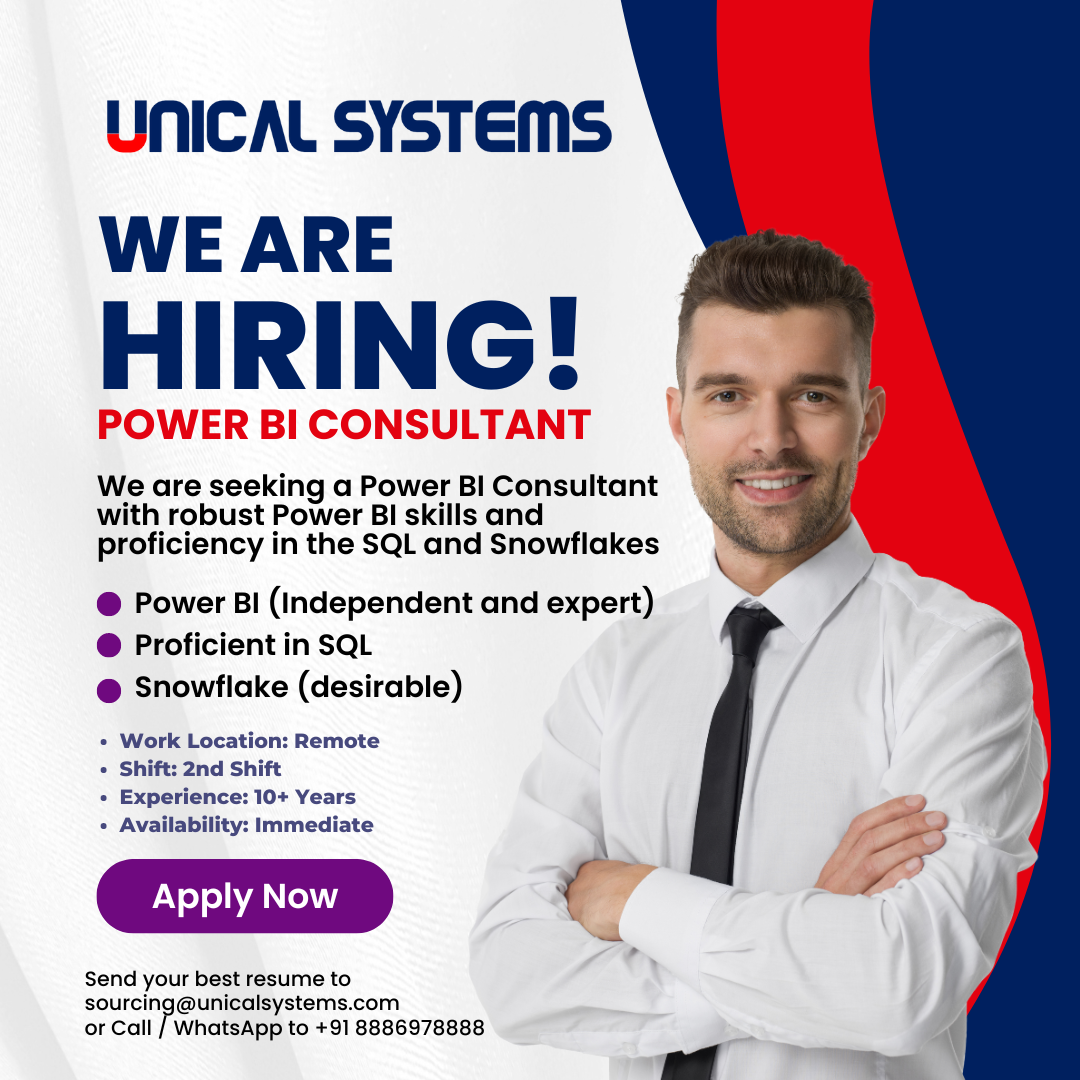 UNICAL SYSTEMS
WE ARE
HIRING!
POWER BI CONSULTANT
We are seeking a Power BI Consultant
with robust Power BI skills and
proficiency in the SQL and Snowflakes
Power BI (Independent and expert)
Proficient in SQL
Snowflake (desirable)
• Work Location: Remote
• Shift: 2nd Shift
• Experience: 10+ Years
• Availability: Immediate
Apply Now
Send your best resume to
sourcing@unicalsystems.com
or Call / WhatsApp to +91 8886978888